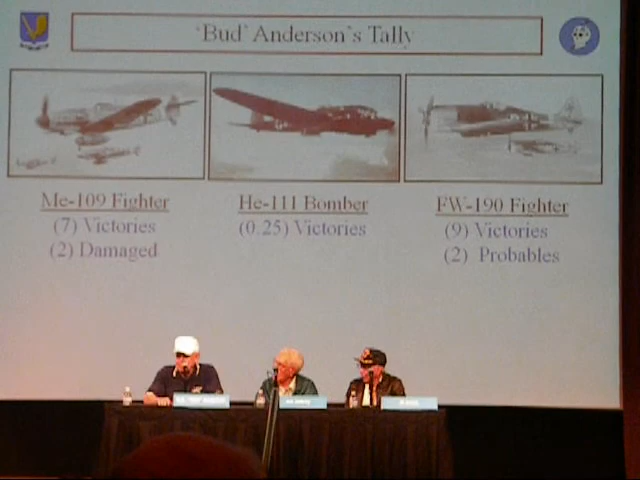 'Bud' Anderson's Tally
Me-109 Fighter
(7) Victories
(2) Damaged
He-111 Bomber
(0.25) Victories
FW-190 Fighter
(9) Victories
(2) Probables